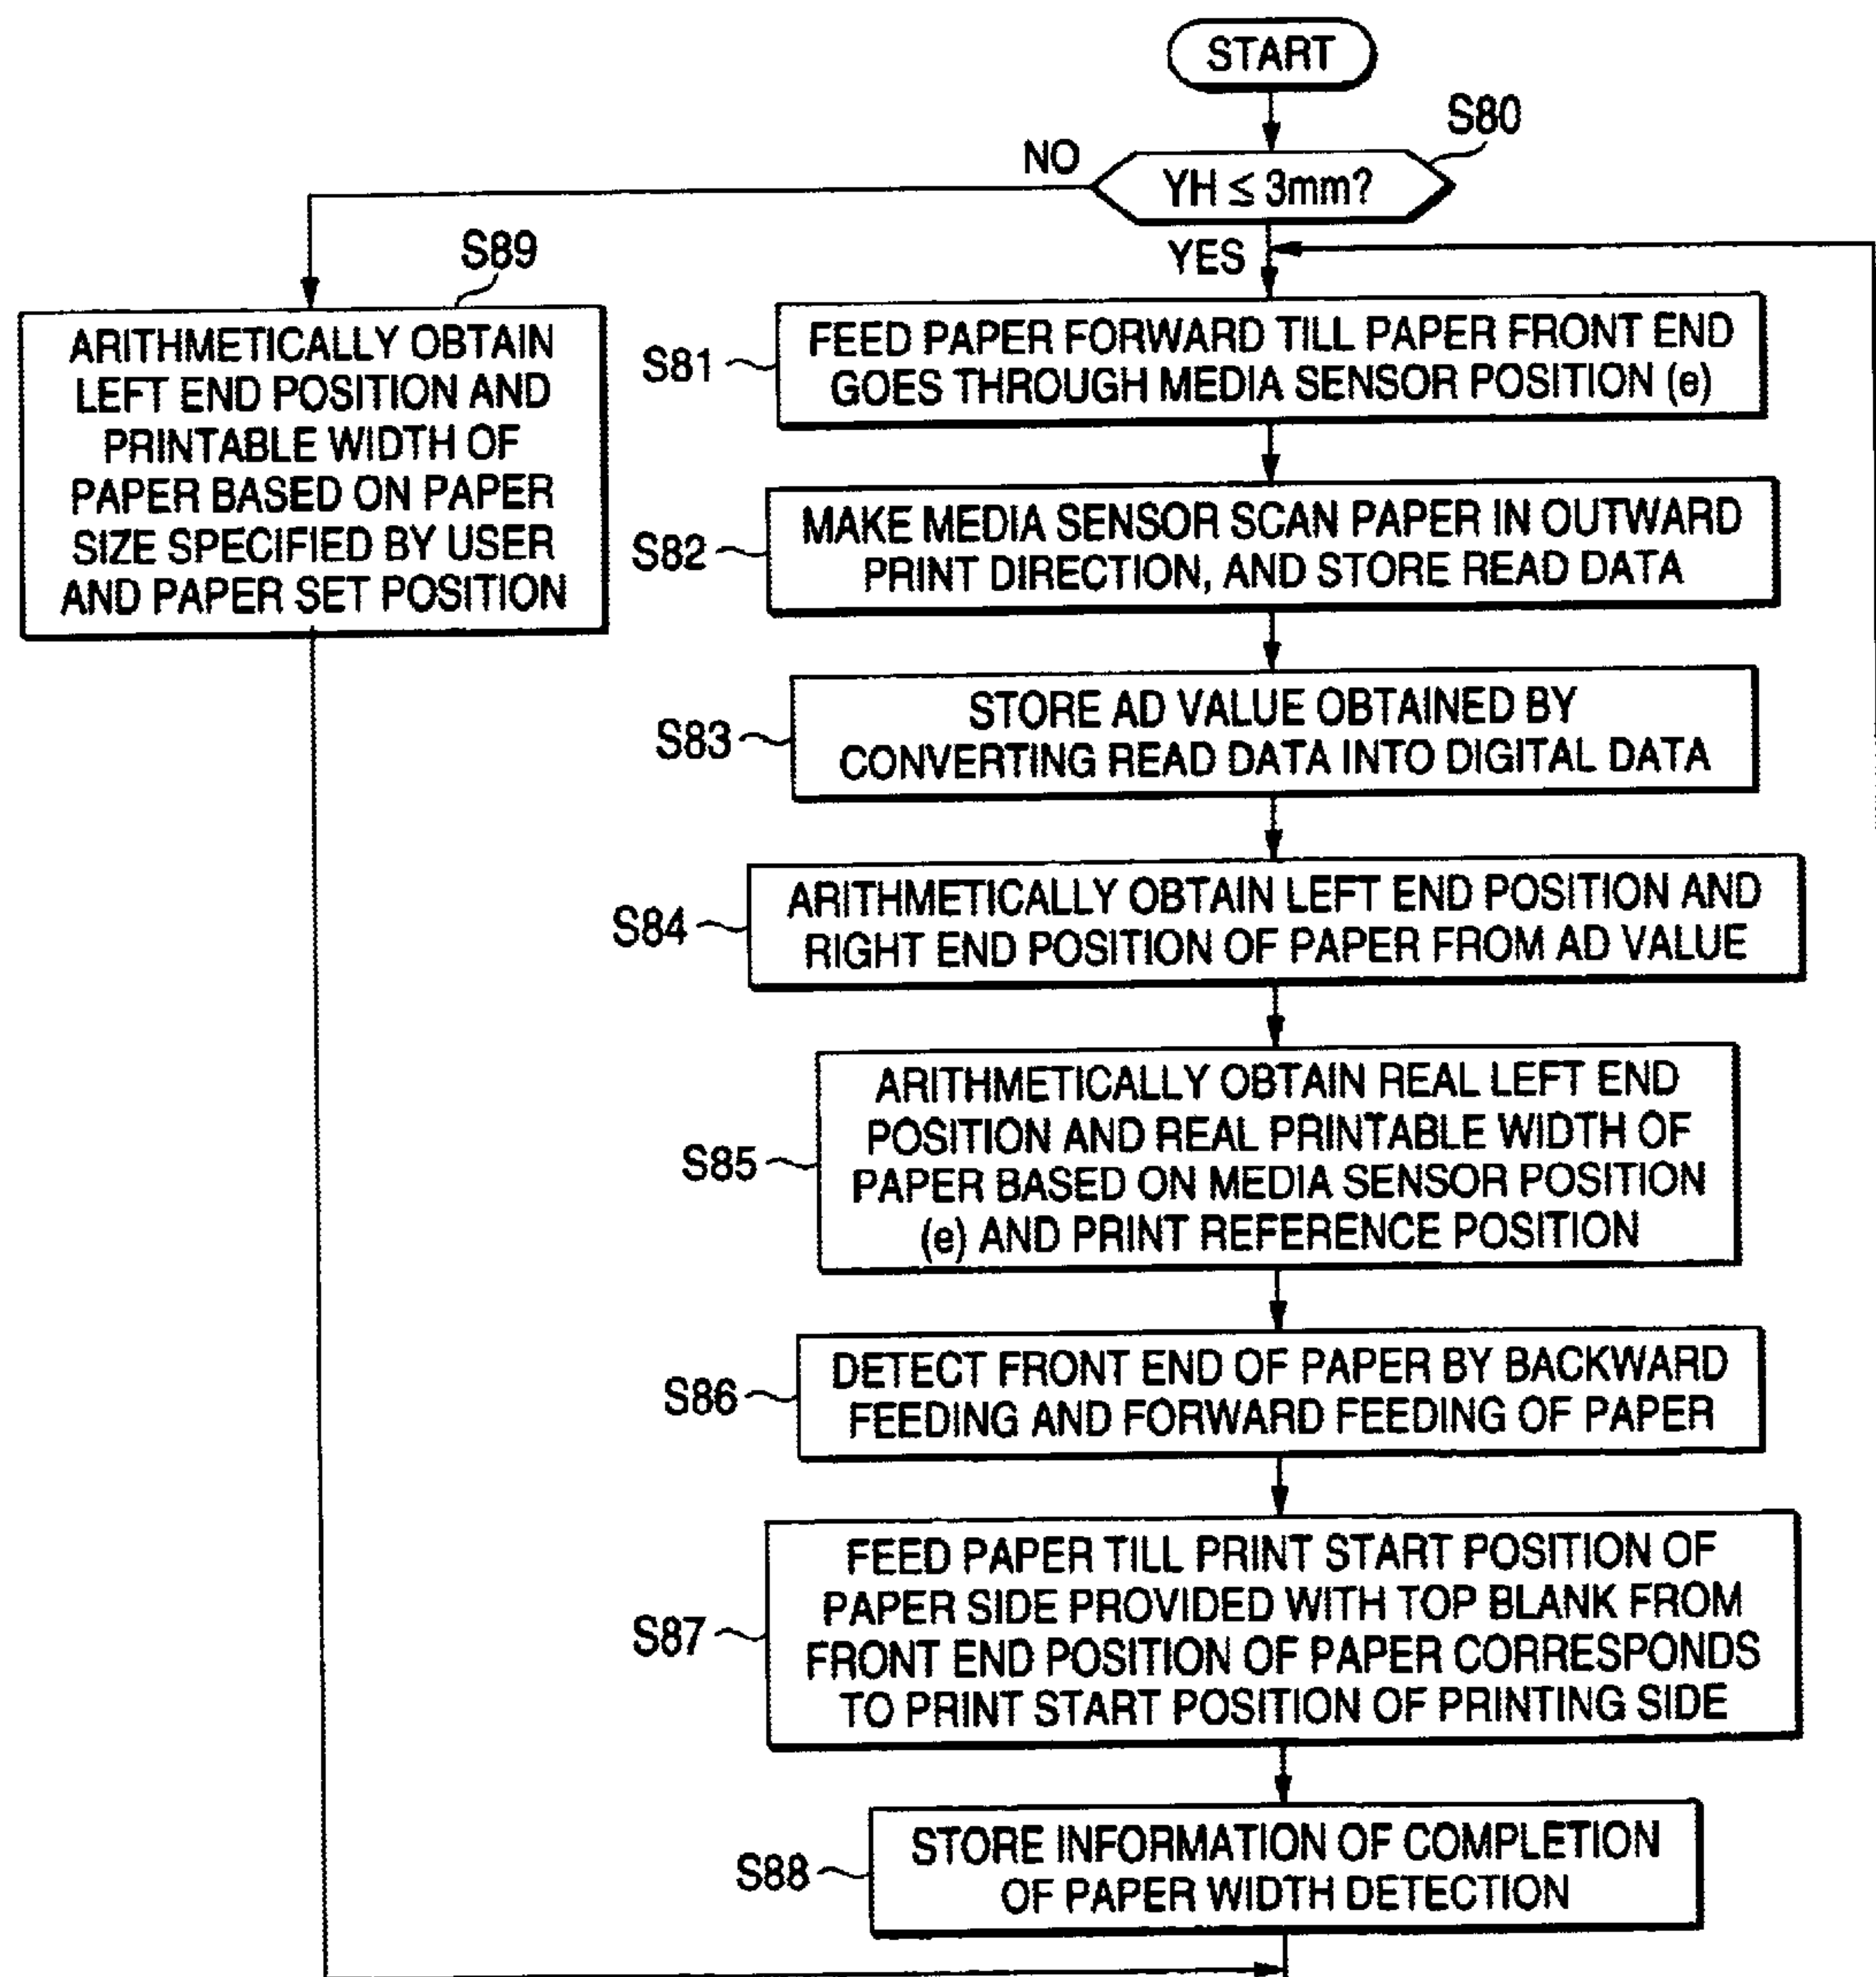 START
S80
NO
YH ≦ 3mm?
YES
S89
ARITHMETICALLY OBTAIN
LEFT END POSITION AND
PRINTABLE WIDTH OF
PAPER BASED ON PAPER
SIZE SPECIFIED BY USER
AND PAPER SET POSITION
S81
FEED PAPER FORWARD TILL PAPER FRONT END
GOES THROUGH MEDIA SENSOR POSITION (e)
S82
MAKE MEDIA SENSOR SCAN PAPER IN OUTWARD
PRINT DIRECTION, AND STORE READ DATA
S83
STORE AD VALUE OBTAINED BY
CONVERTING READ DATA INTO DIGITAL DATA
S84
ARITHMETICALLY OBTAIN LEFT END POSITION AND
RIGHT END POSITION OF PAPER FROM AD VALUE
S85
ARITHMETICALLY OBTAIN REAL LEFT END
POSITION AND REAL PRINTABLE WIDTH OF
PAPER BASED ON MEDIA SENSOR POSITION
(e) AND PRINT REFERENCE POSITION
S86
DETECT FRONT END OF PAPER BY BACKWARD
FEEDING AND FORWARD FEEDING OF PAPER
S87
FEED PAPER TILL PRINT START POSITION OF
PAPER SIDE PROVIDED WITH TOP BLANK FROM
FRONT END POSITION OF PAPER CORRESPONDS
TO PRINT START POSITION OF PRINTING SIDE
S88
STORE INFORMATION OF COMPLETION
OF PAPER WIDTH DETECTION